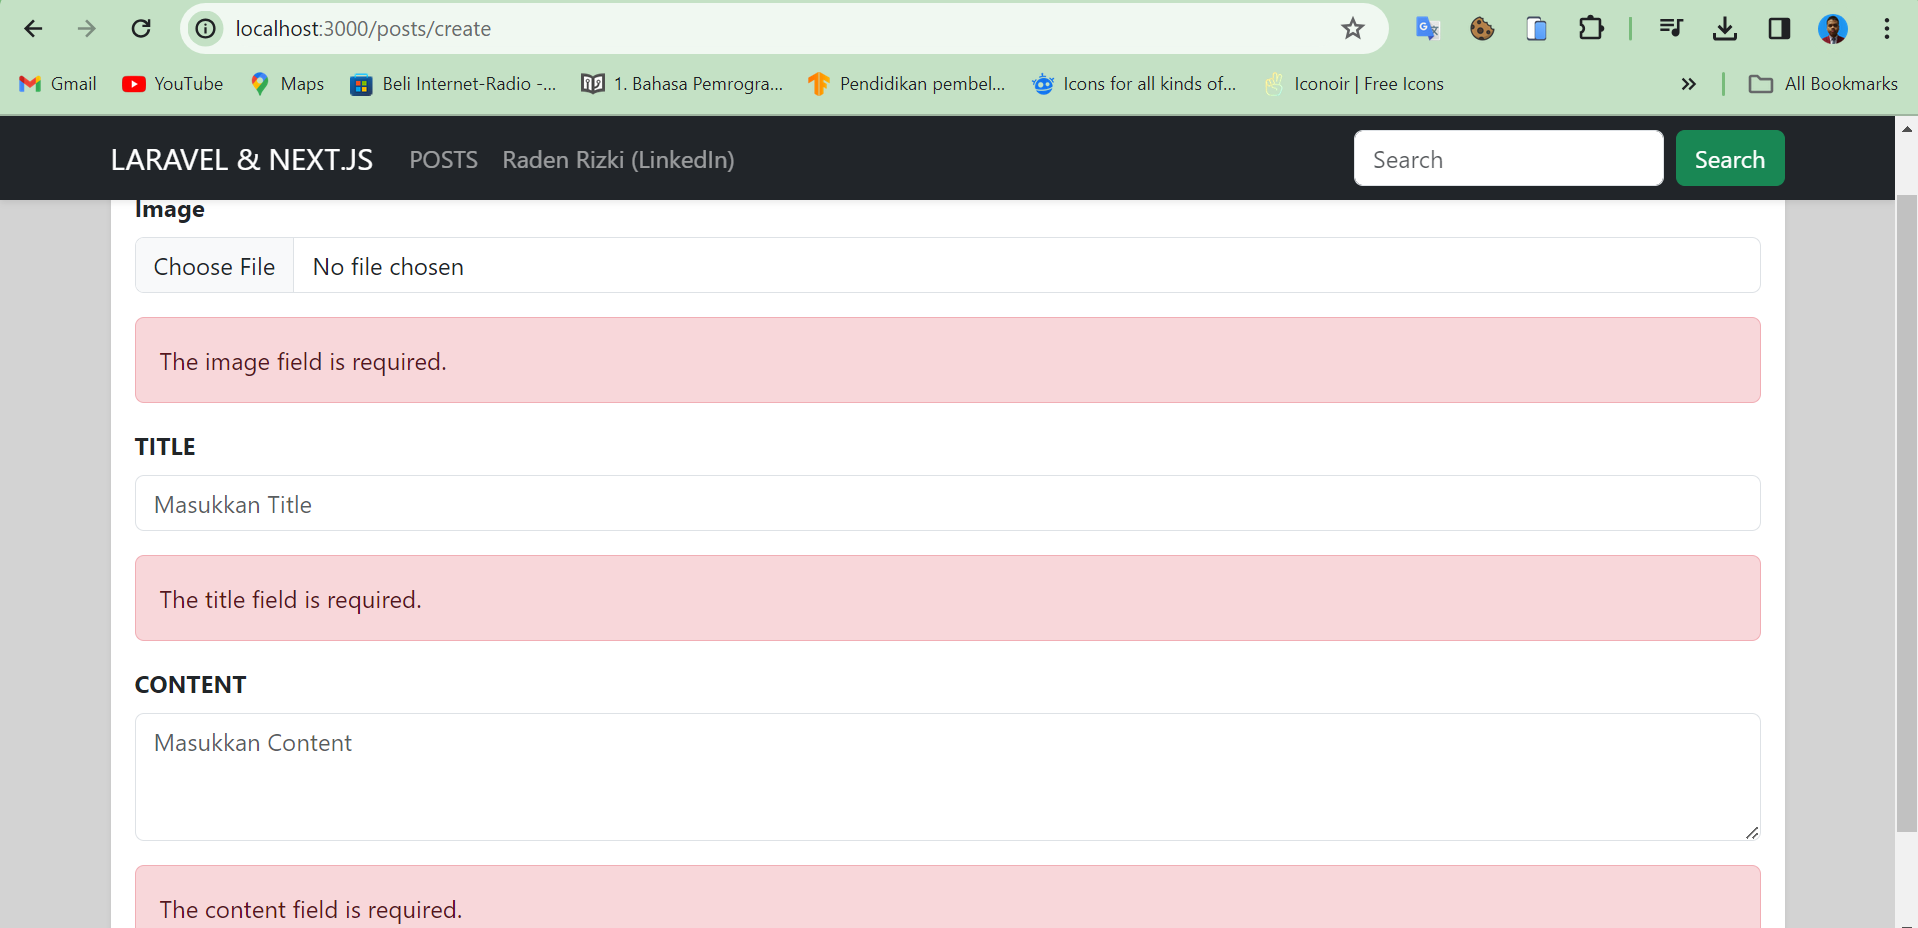 localhost:3000/posts/create
Gmail YouTube Maps Beli Internet-Radio -... 1. Bahasa Pemrogra... Pendidikan pembel... Icons for all kinds of... Iconoir | Free Icons All Bookmarks
LARAVEL & NEXT.JS POSTS Raden Rizki (LinkedIn) Search Search
Image
Choose File No file chosen
The image field is required.
TITLE
Masukkan Title
The title field is required.
CONTENT
Masukkan Content
The content field is required.